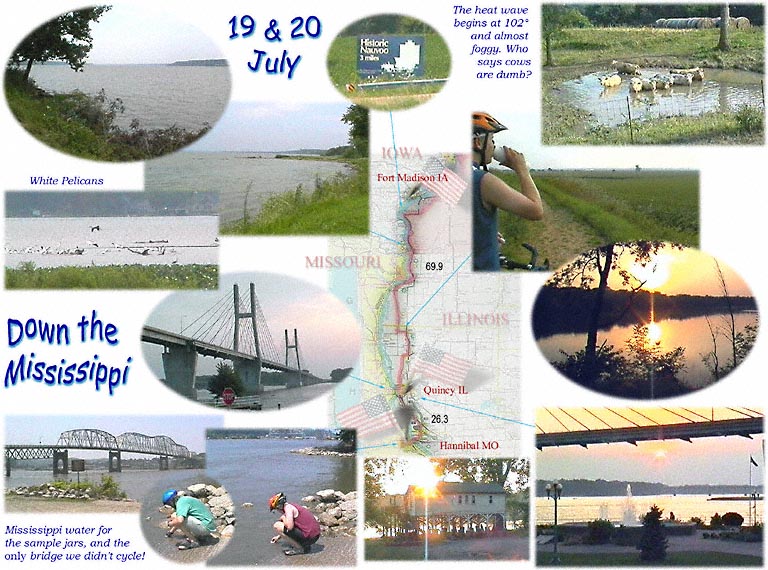 19 & 20
July
Historic
Nauvoo
3 miles
The heat wave
begins at 102°
and almost
foggy. Who
says cows
are dumb?
White Pelicans
IOWA
Fort Madison IA
MISSOURI
69.9
ILLINOIS
Down the
Mississippi
Quincy IL
26.3
Hannibal MO
Mississippi water for
the sample jars, and the
only bridge we didn't cycle!